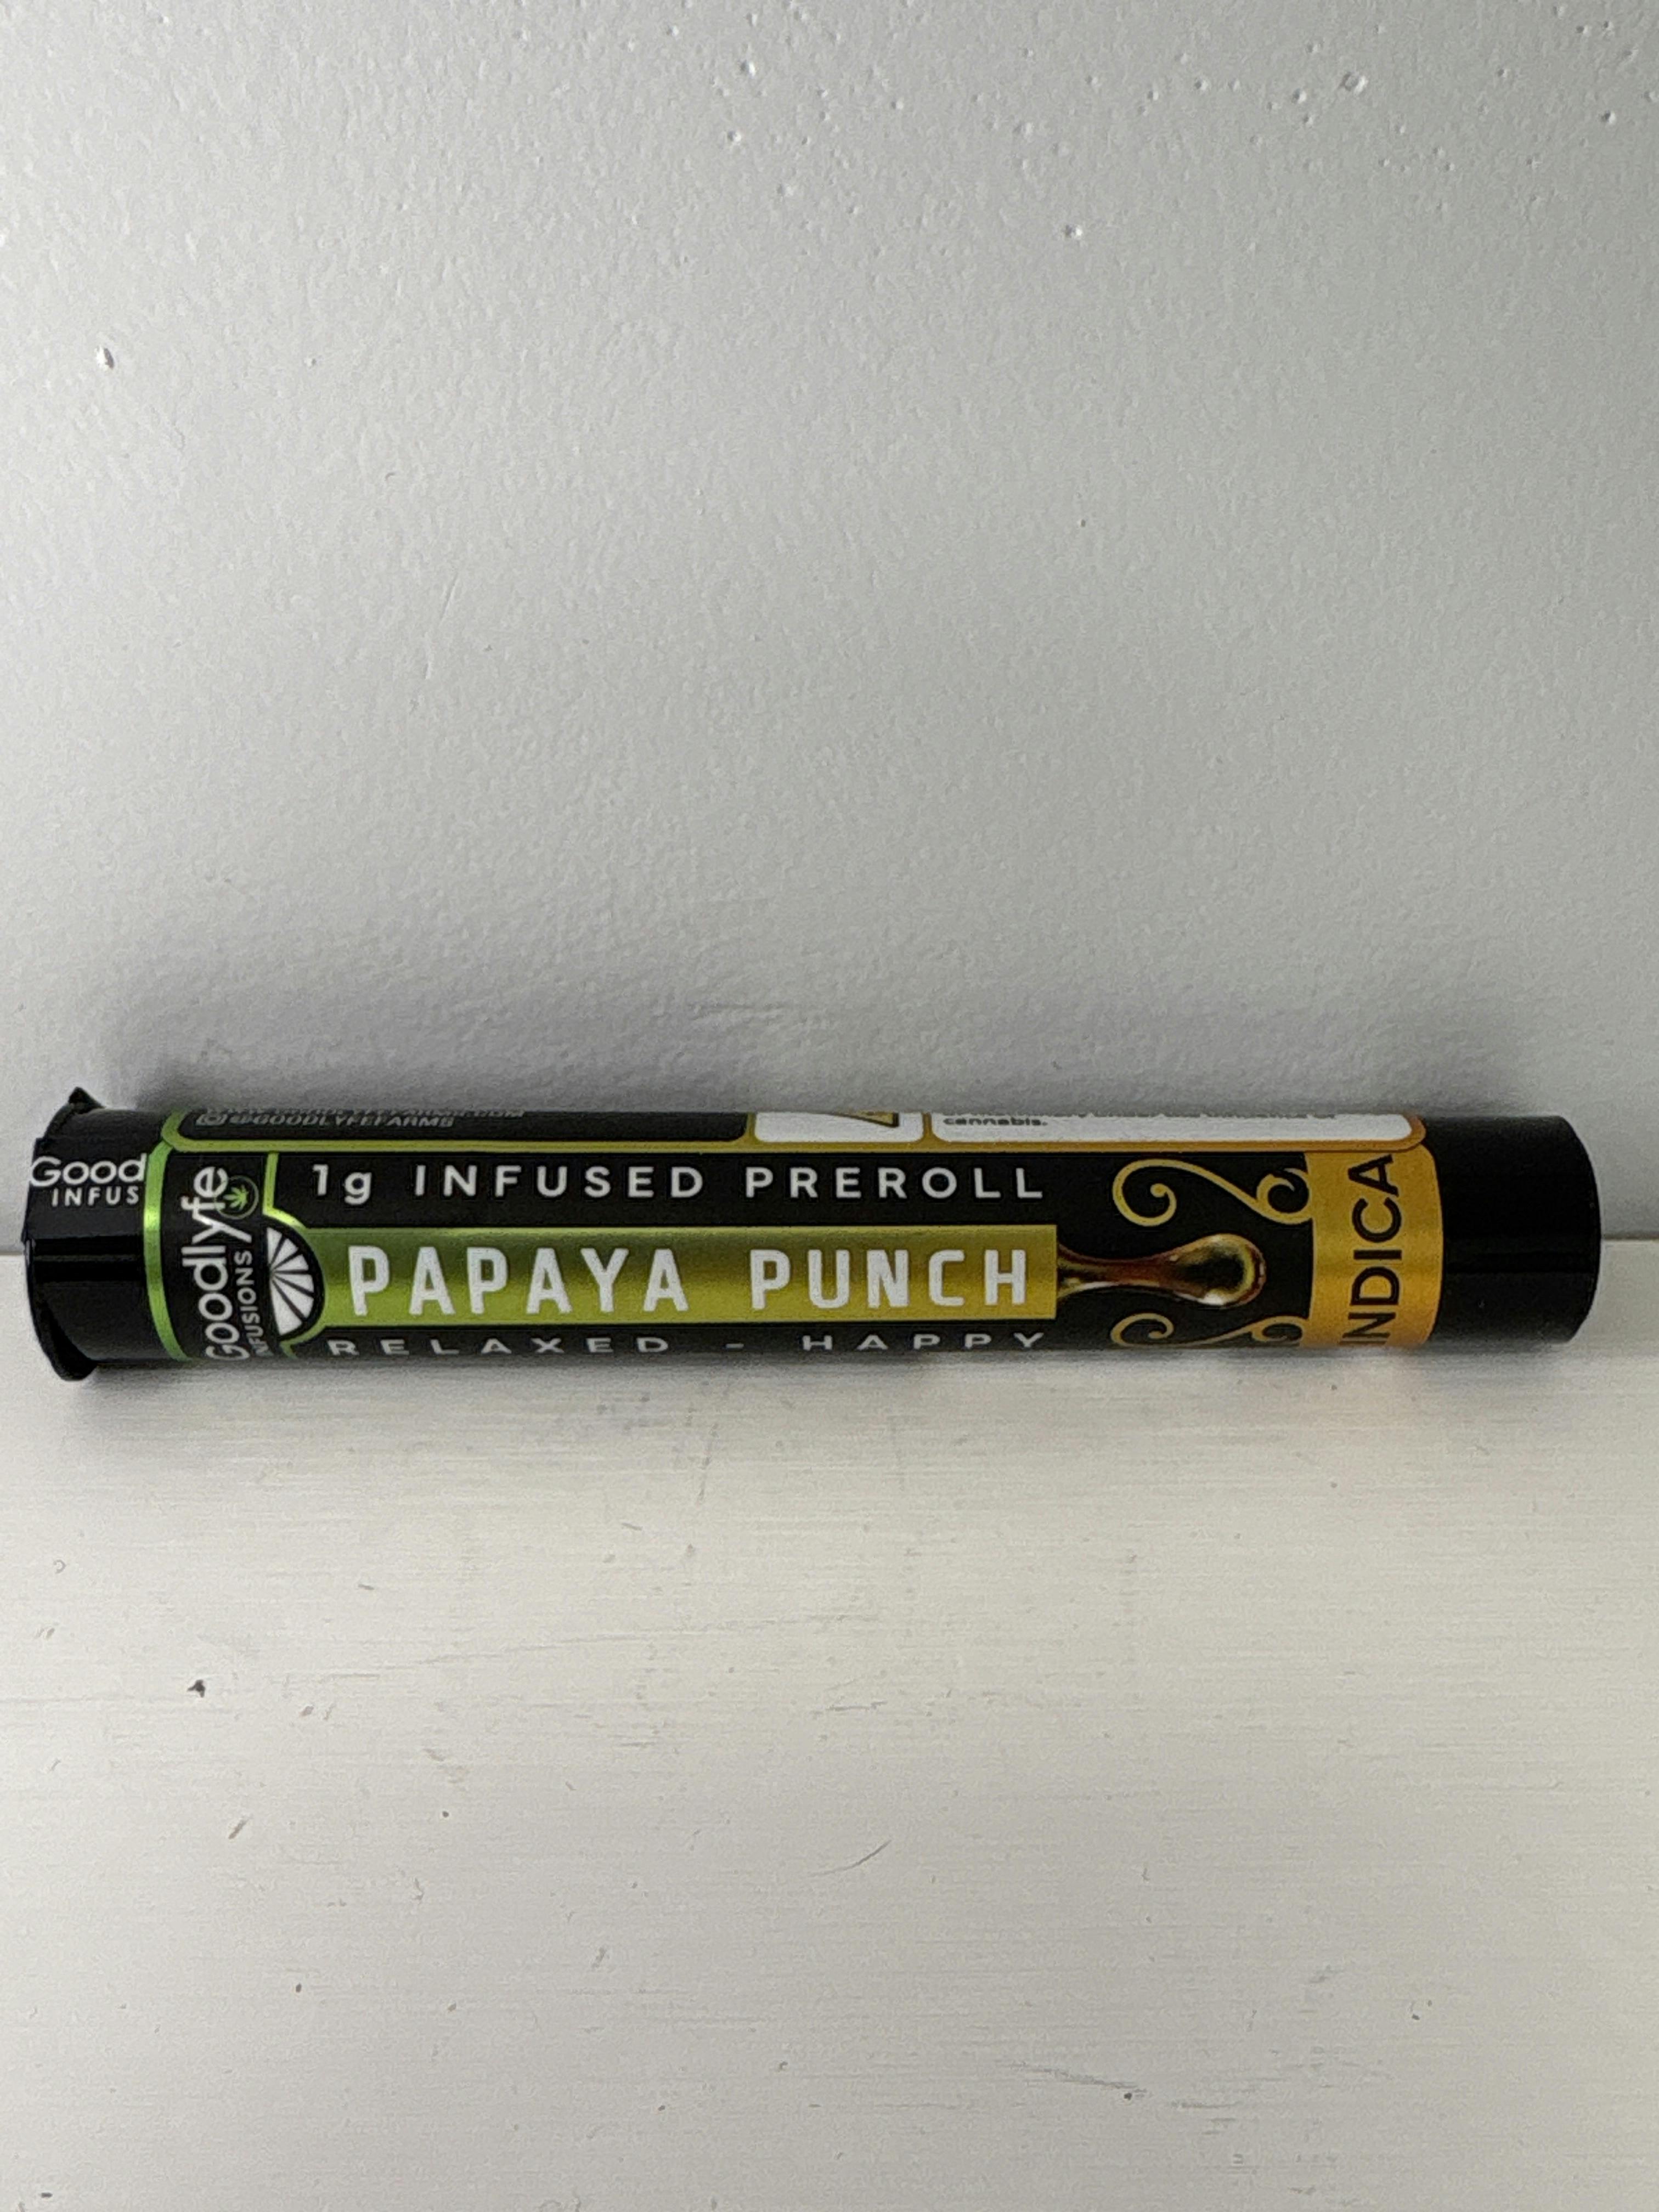 @GOODLYFEFARMS
cannabis.
Good
INFUS
Goodlyfe
INFUSIONS
1g INFUSED PREROLL
PAPAYA PUNCH
RELAXED - HAPPY
INDICA